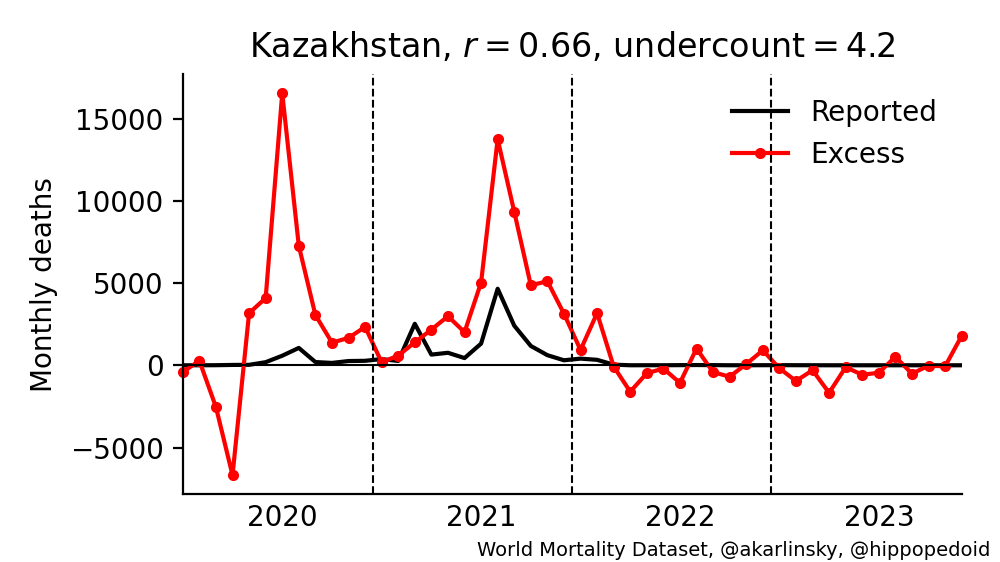 Kazakhstan, r = 0.66, undercount = 4.2
Reported
Excess
Monthly deaths
15000
10000
5000
0
−5000
2020 2021 2022 2023
World Mortality Dataset, @akarlinsky, @hippopedoid